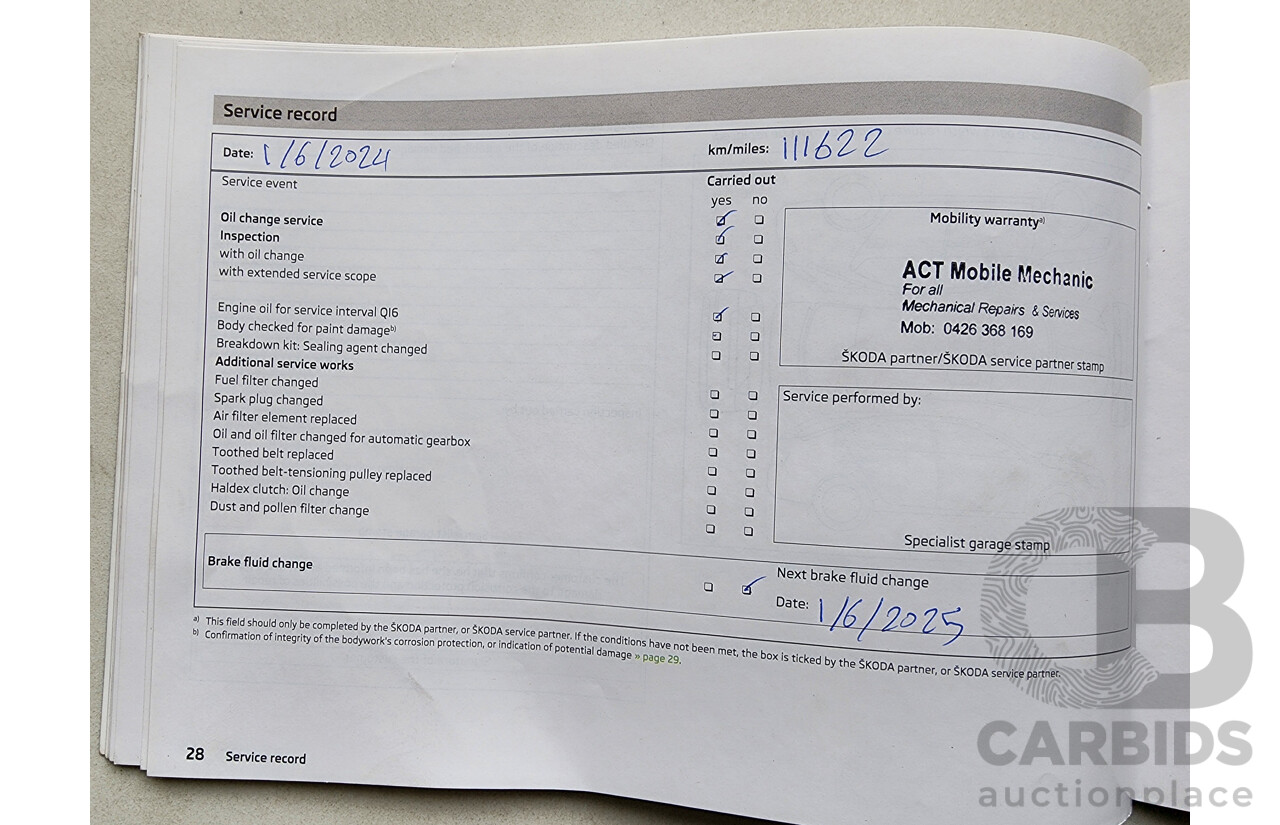 Service record
Date: 1/6/2024
km/miles: 111622
Service event
Carried out
yes no
Oil change service
Inspection
with oil change
with extended service scope
Engine oil for service interval QI6
Body checked for paint damage b)
Breakdown kit: Sealing agent changed
Additional service works
Fuel filter changed
Spark plug changed
Air filter element replaced
Oil and oil filter changed for automatic gearbox
Toothed belt replaced
Toothed belt-tensioning pulley replaced
Haldex clutch: Oil change
Dust and pollen filter change
Mobility warranty a)
ACT Mobile Mechanic
For all
Mechanical Repairs & Services
Mob: 0426 368 169
ŠKODA partner/ŠKODA service partner stamp
Service performed by:
Specialist garage stamp
Brake fluid change
Next brake fluid change
Date: 1/6/2025
a) This field should only be completed by the ŠKODA partner, or ŠKODA service partner. If the conditions have not been met, the box is ticked by the ŠKODA partner, or ŠKODA service partner.
b) Confirmation of integrity of the bodywork's corrosion protection, or indication of potential damage » page 29.
28 Service record
CB
CARBIDS
auctionplace